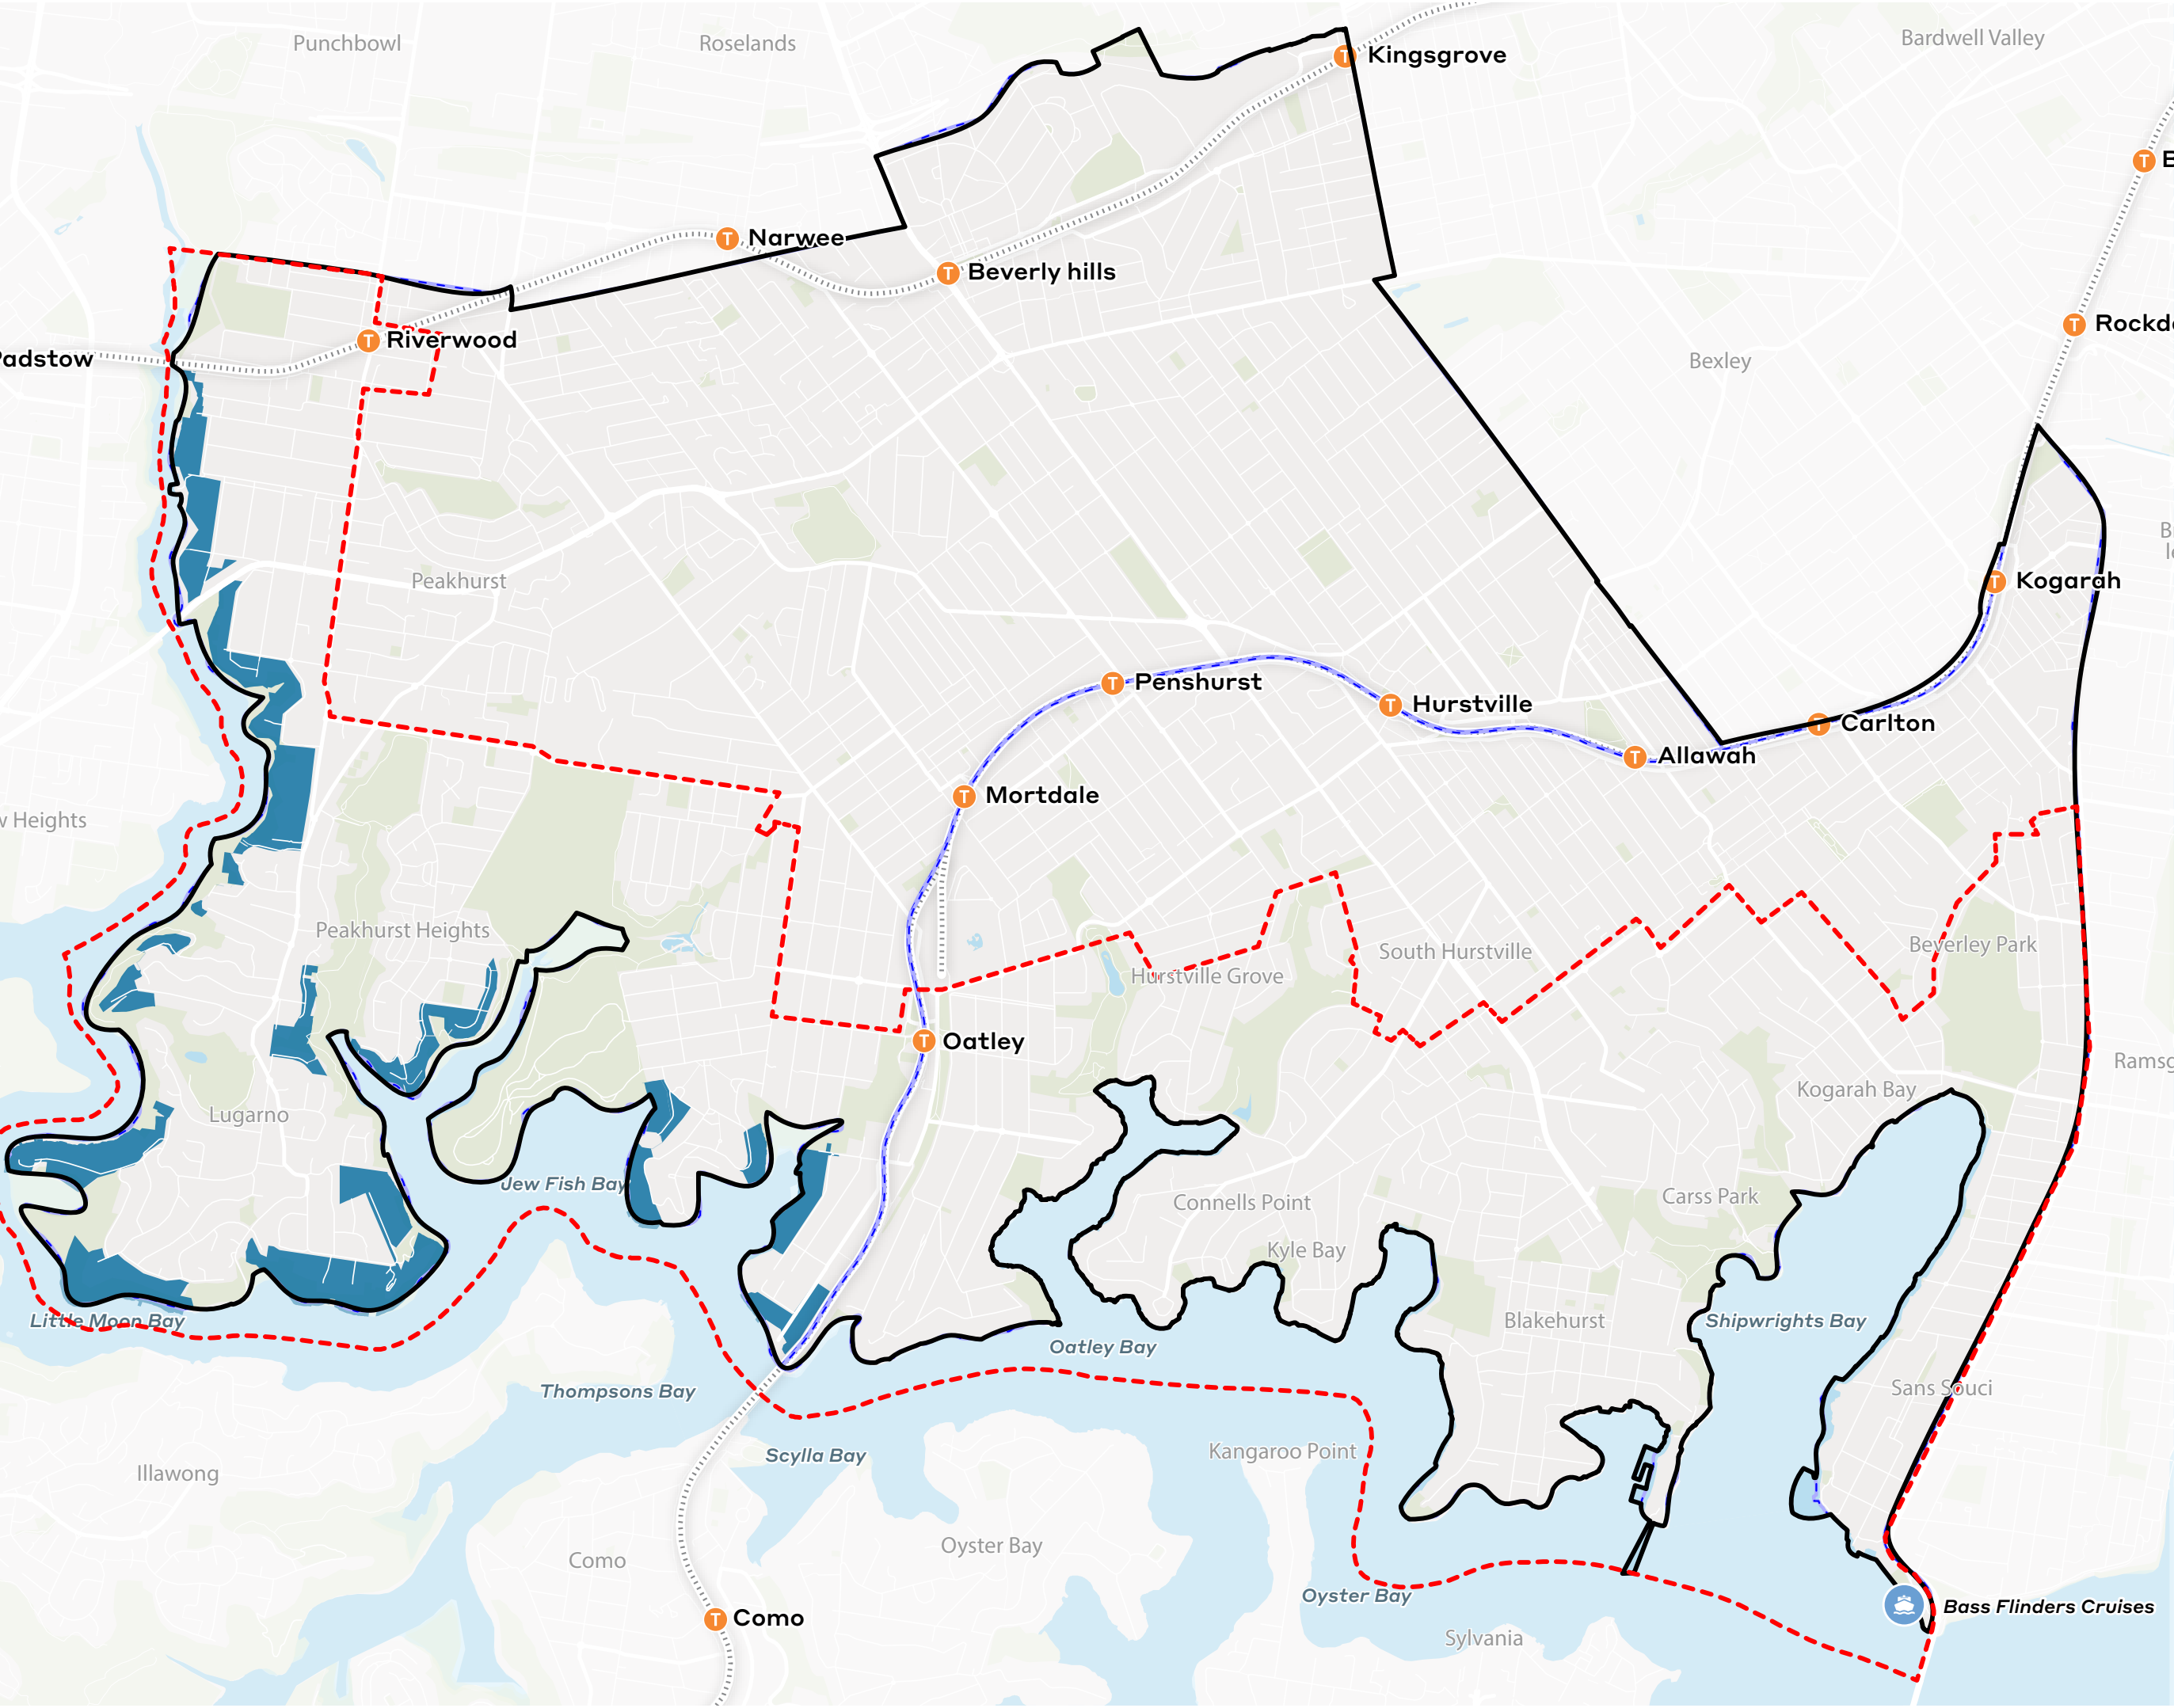 Punchbowl
Roselands
Bardwell Valley
Kingsgrove
Narwee
Beverly hills
Riverwood
Padstow
Bexley
Peakhurst
Kogarah
Penshurst
Hurstville
Carlton
Allawah
Mortdale
Heights
Peakhurst Heights
South Hurstville
Beverley Park
Hurstville Grove
Oatley
Lugarno
Kogarah Bay
Jew Fish Bay
Connells Point
Carss Park
Kyle Bay
Little Moon Bay
Blakehurst
Shipwrights Bay
Oatley Bay
Thompsons Bay
Sans Souci
Scylla Bay
Kangaroo Point
Illawong
Oyster Bay
Como
Oyster Bay
Bass Flinders Cruises
Como
Sylvania